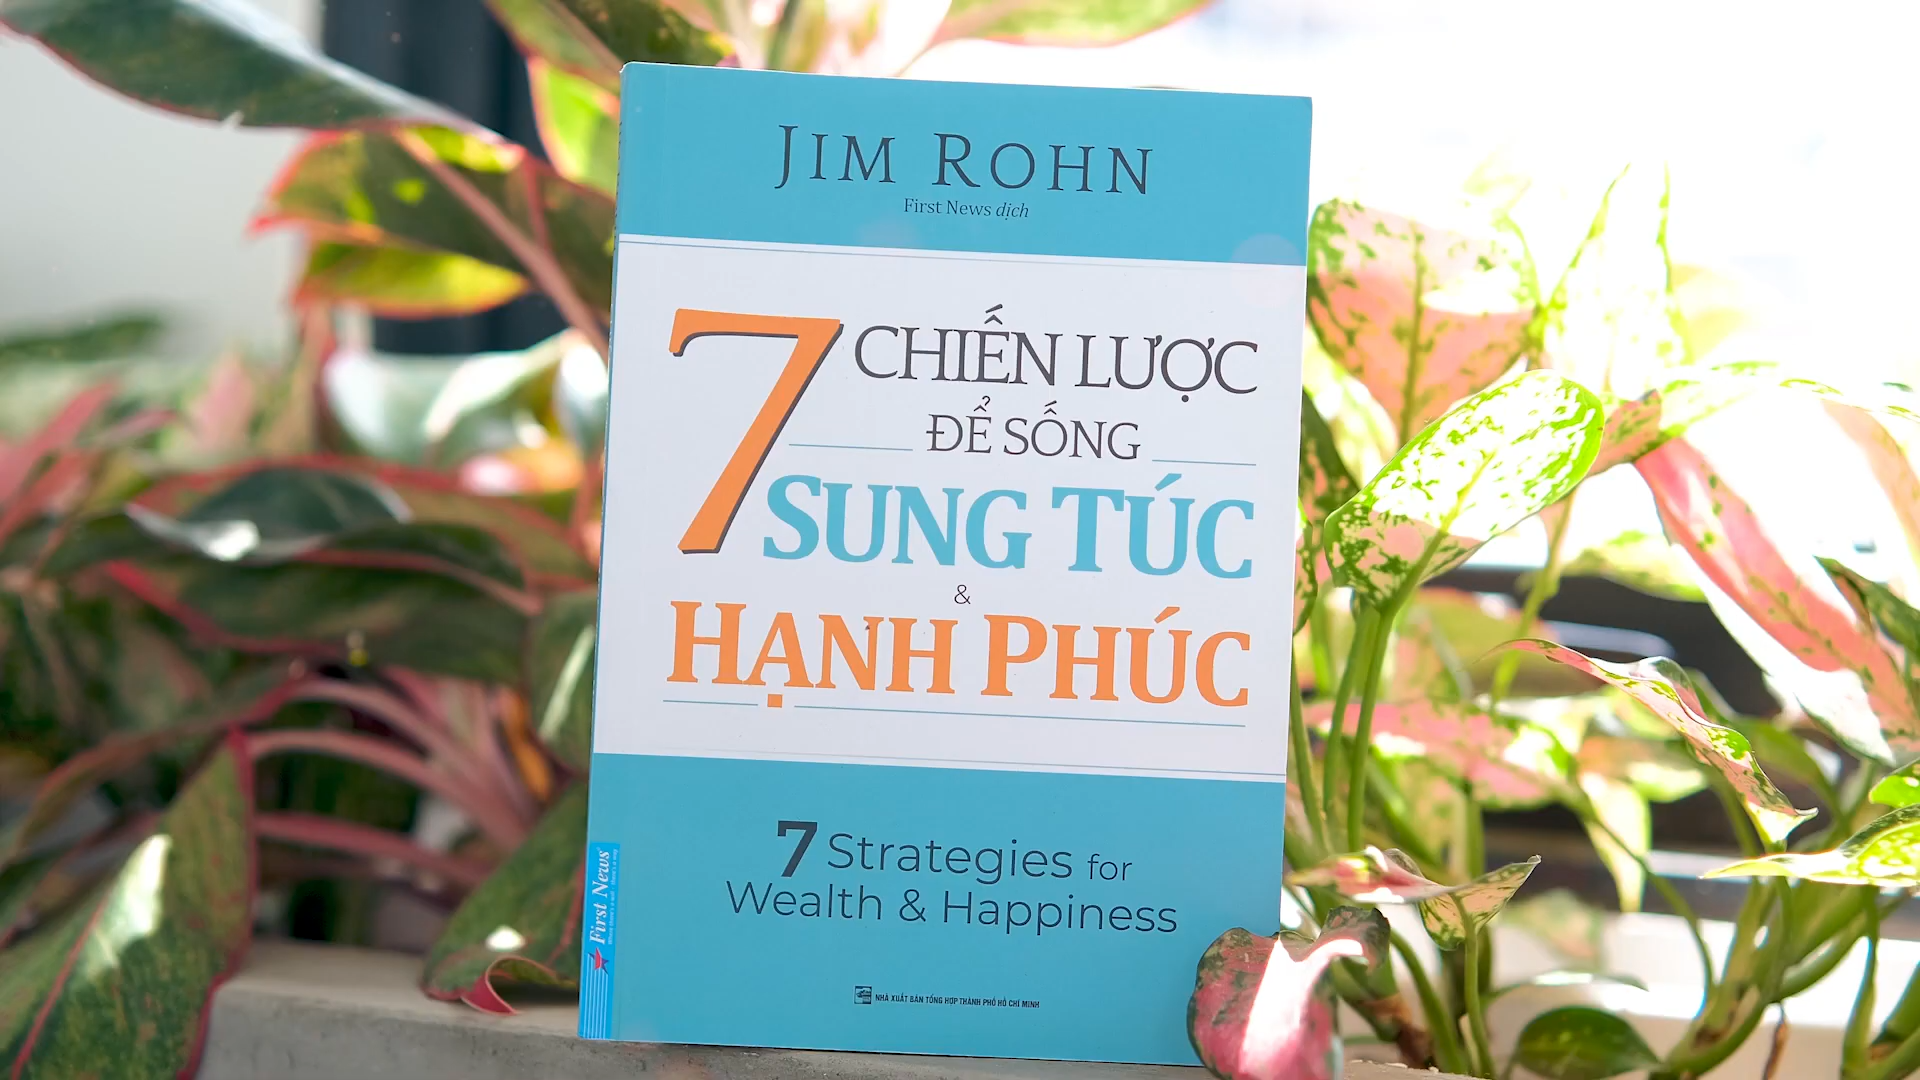 JIM ROHN
First News dịch
7 CHIẾN LƯỢC
ĐỂ SỐNG
SUNG TÚC
&
HẠNH PHÚC
7 Strategies for
Wealth & Happiness
NHÀ XUẤT BẢN TỔNG HỢP THÀNH PHỐ HỒ CHÍ MINH
First News